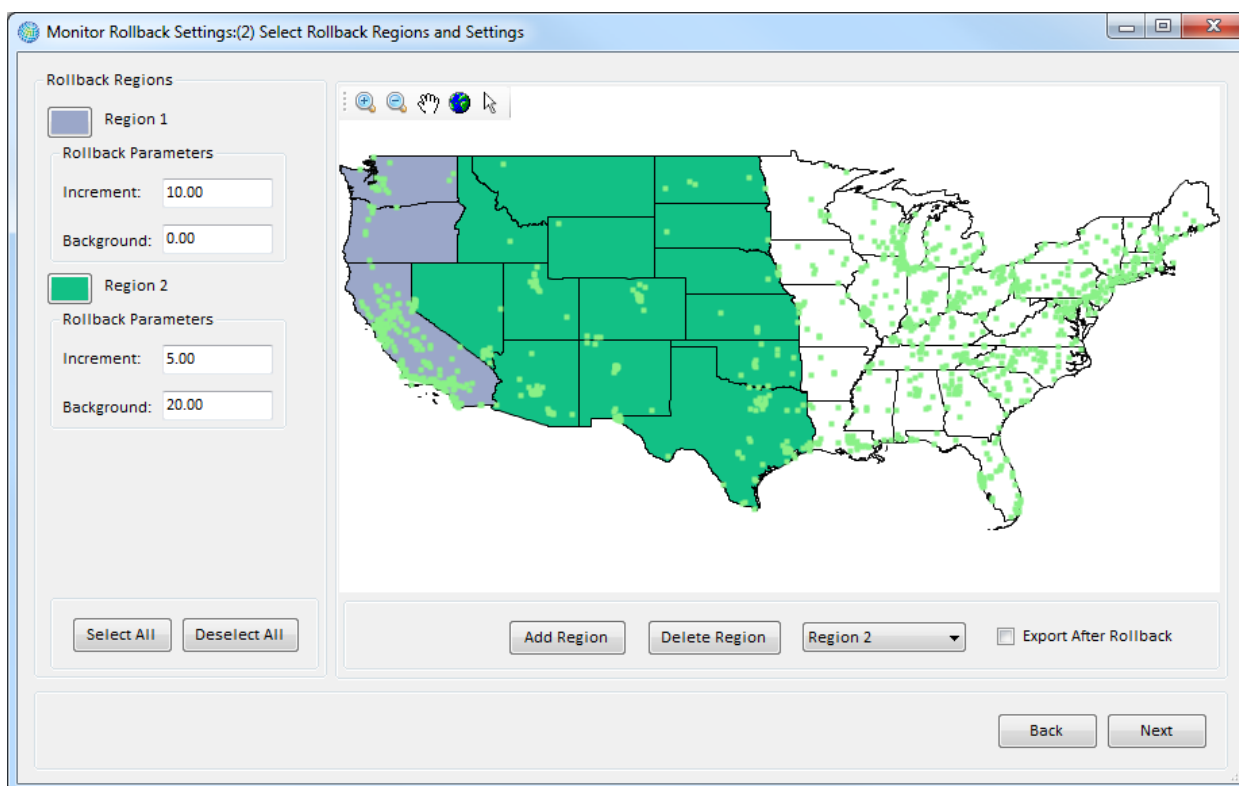 Monitor Rollback Settings:(2) Select Rollback Regions and Settings
Rollback Regions
Region 1
Rollback Parameters
Increment: 10.00
Background: 0.00
Region 2
Rollback Parameters
Increment: 5.00
Background: 20.00
Select All Deselect All
Add Region Delete Region Region 2 Export After Rollback
Back Next